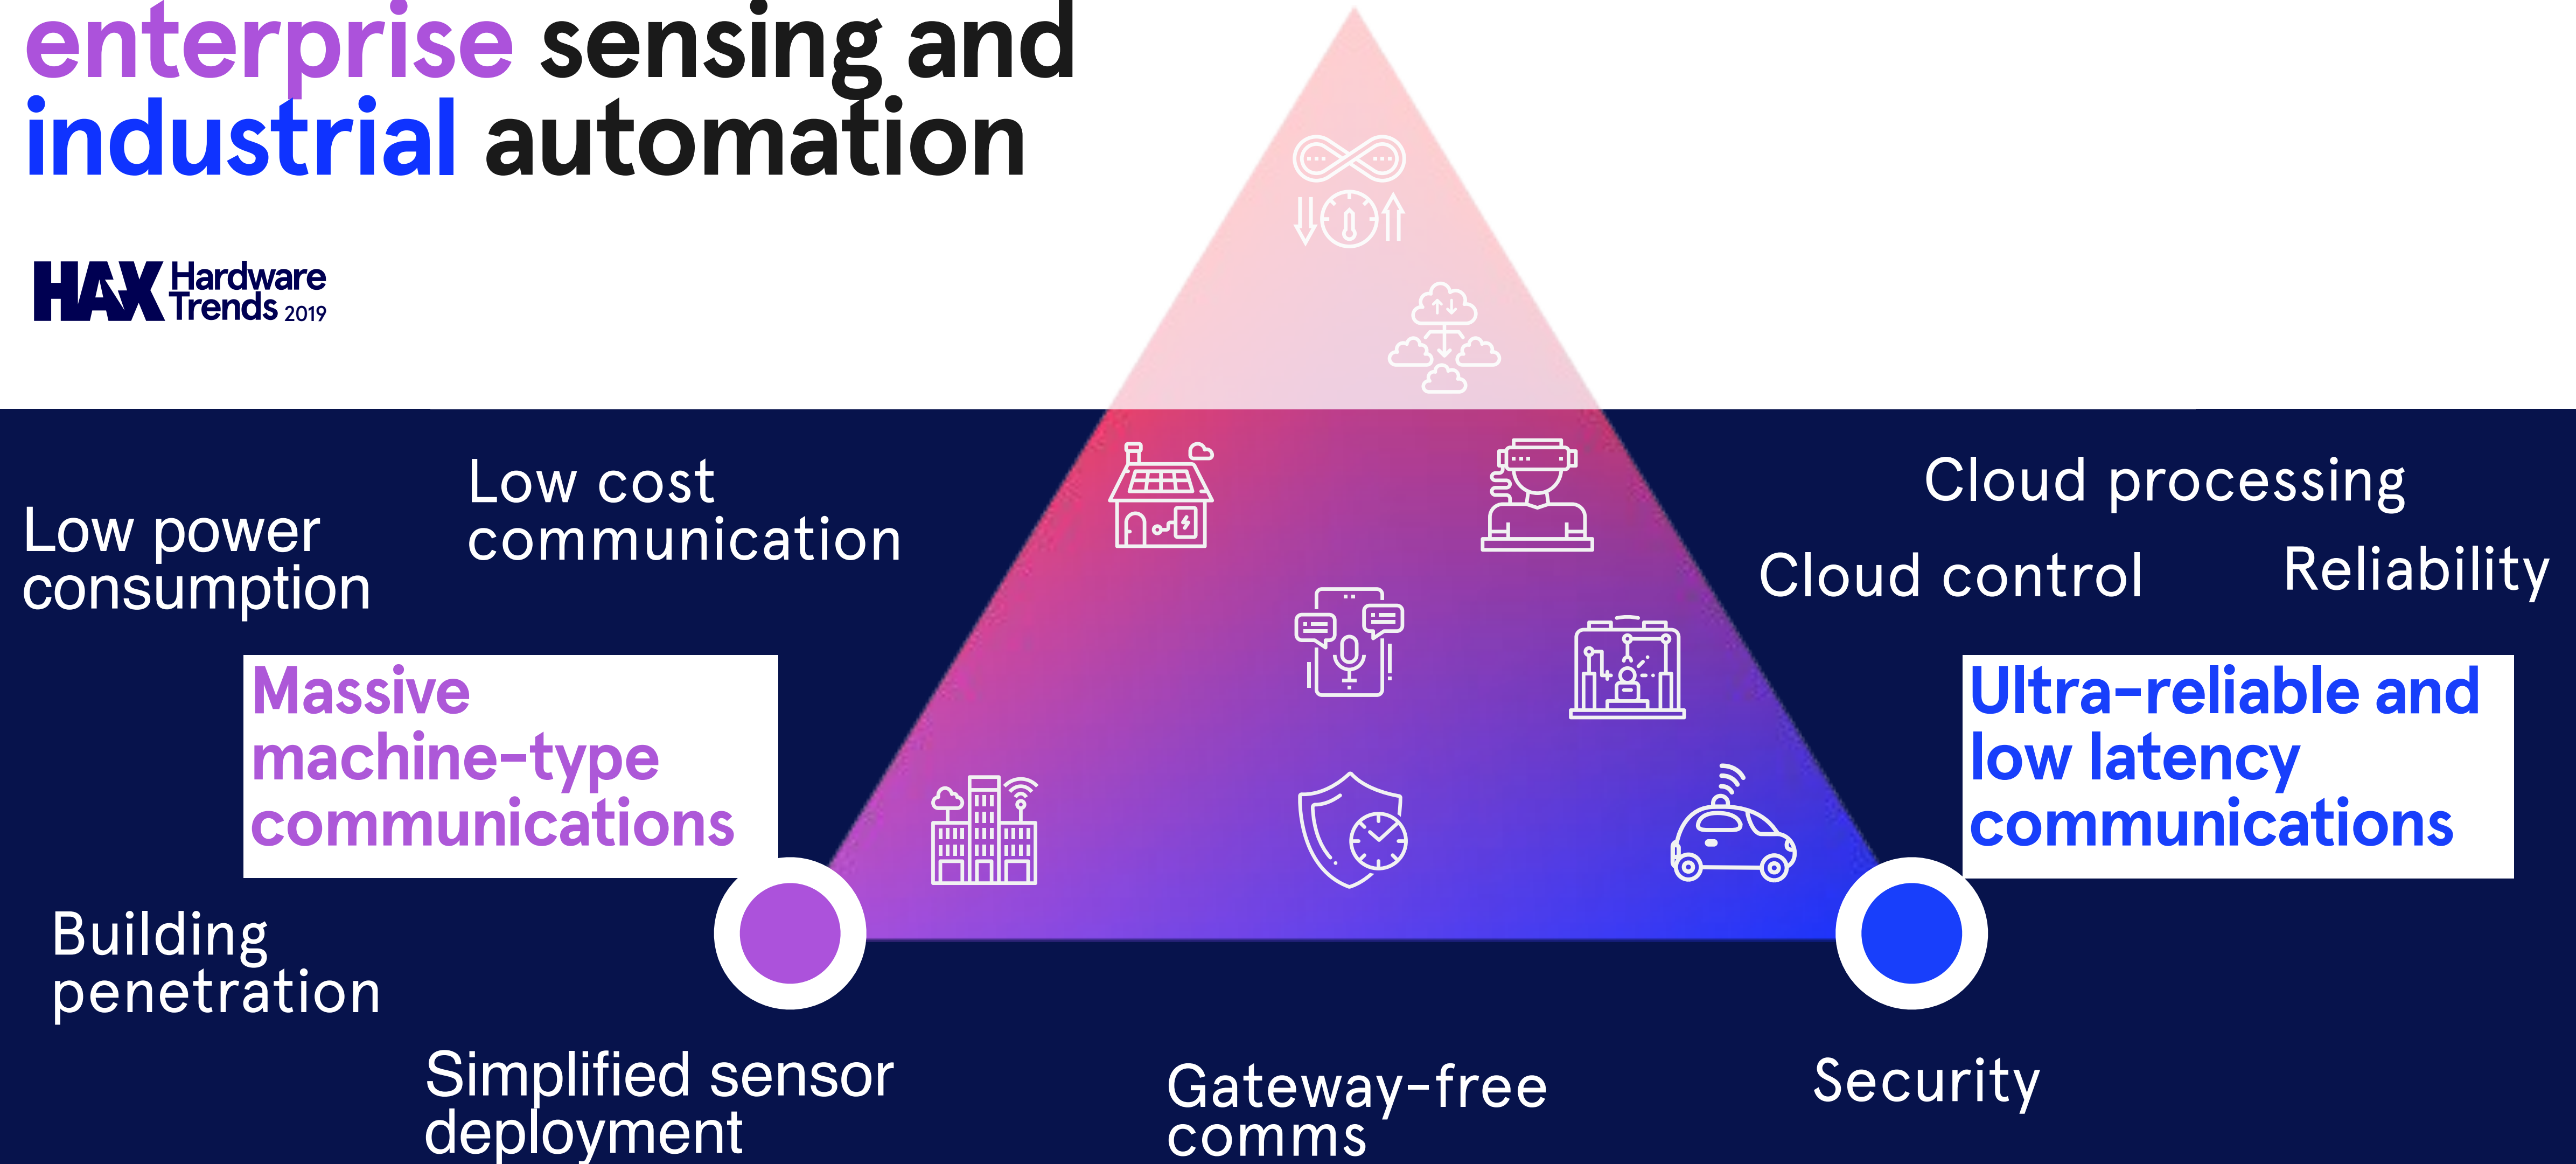 enterprise sensing and
industrial automation
HAX Hardware
Trends 2019
Low cost
communication
Low power
consumption
Massive
machine-type
communications
Building
penetration
Simplified sensor
deployment
Gateway-free
comms
Cloud processing
Cloud control
Reliability
Ultra-reliable and
low latency
communications
Security